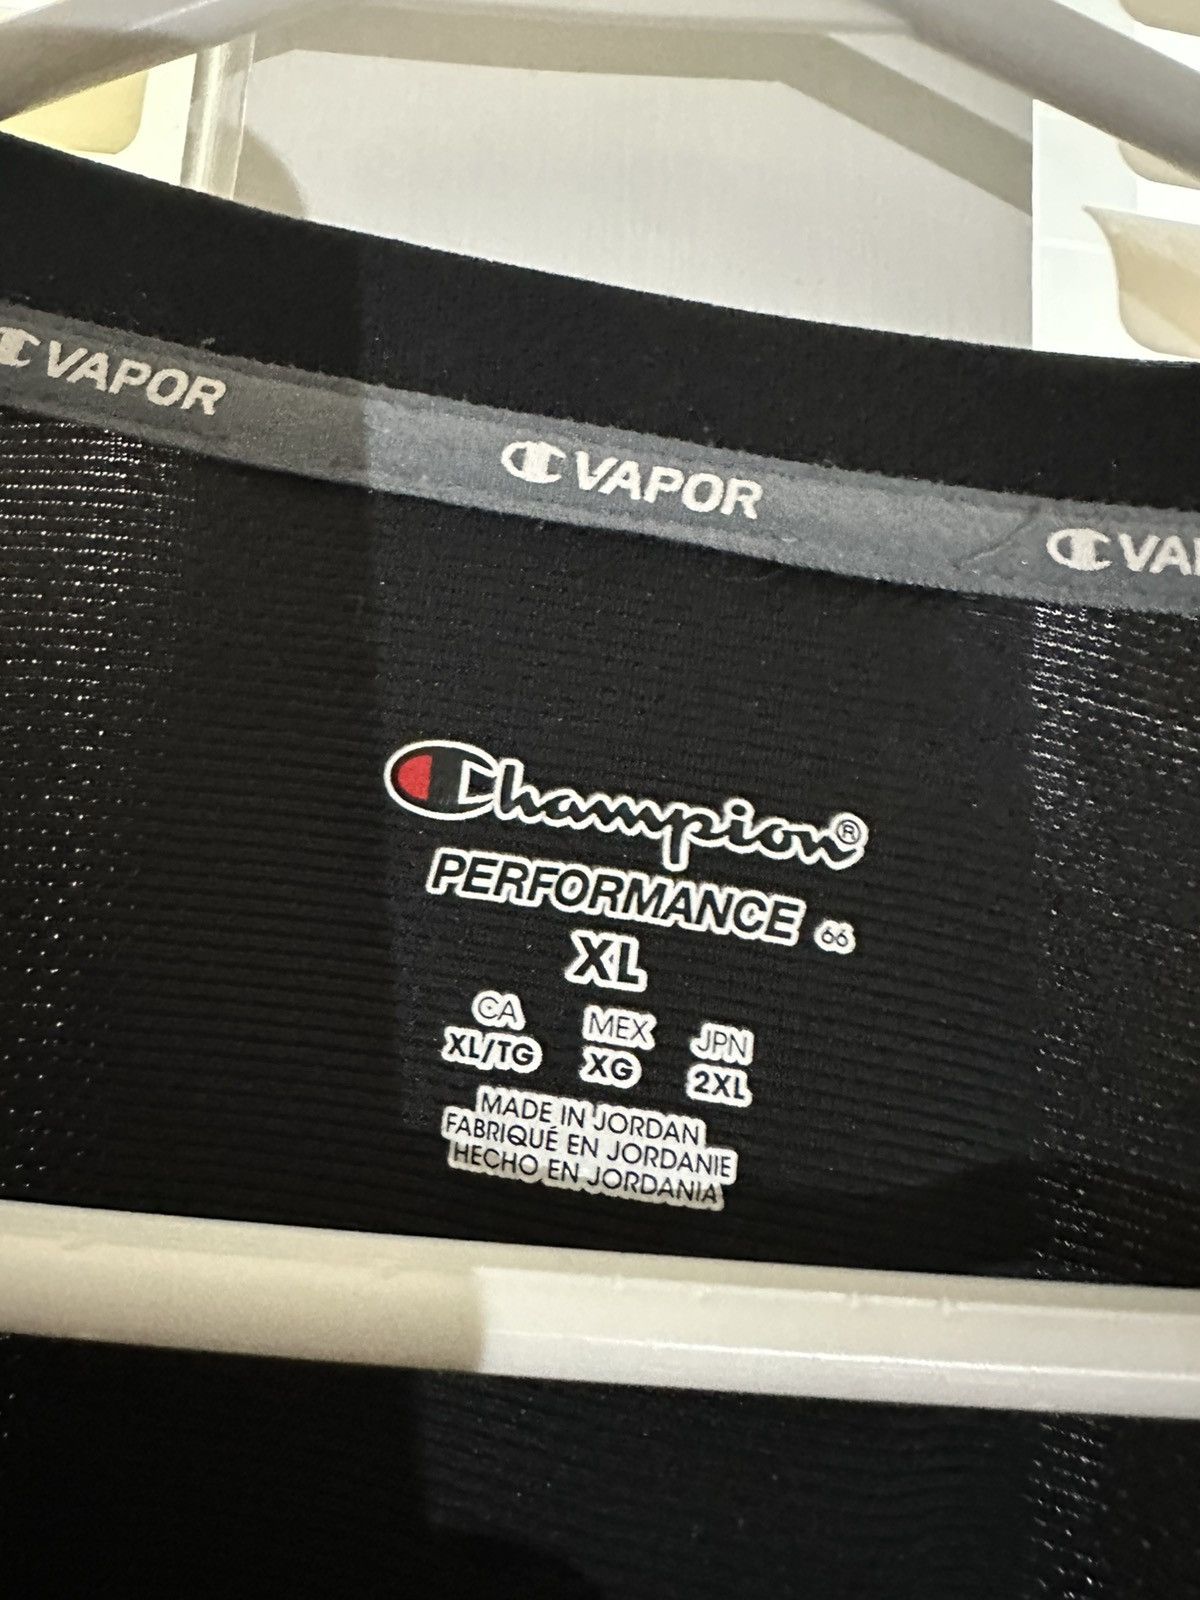 VAPOR
VAPOR
VA
Champion®
PERFORMANCE 66
XL
CA MEX JPN
XL/TG XG 2XL
MADE IN JORDAN
FABRIQUÉ EN JORDANIE
HECHO EN JORDANIA